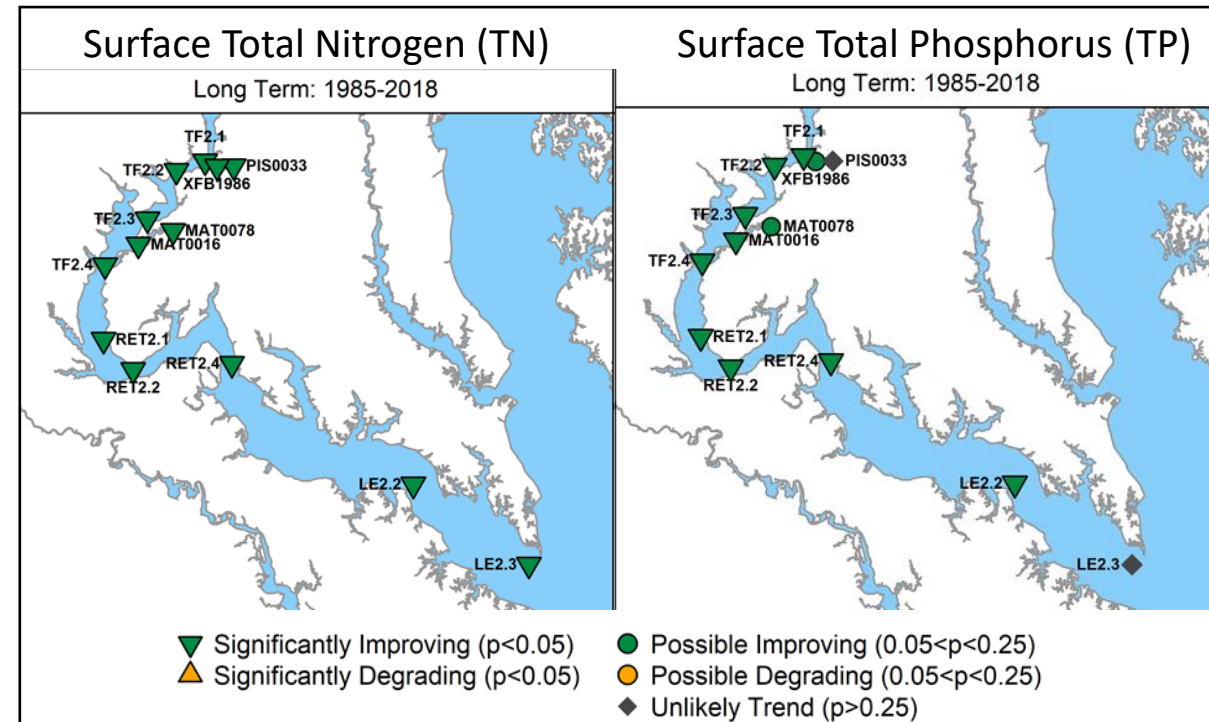 Surface Total Nitrogen (TN)
Long Term: 1985-2018
TF2.1
TF2.2
PIS0033
XFB1986
TF2.3
MAT0078
MAT0016
TF2.4
RET2.1
RET2.4
RET2.2
LE2.2
LE2.3
Surface Total Phosphorus (TP)
Long Term: 1985-2018
TF2.1
TF2.2
PIS0033
XFB1986
TF2.3
MAT0078
MAT0016
TF2.4
RET2.1
RET2.4
RET2.2
LE2.2
LE2.3
Significantly Improving (p<0.05)
Significantly Degrading (p<0.05)
Possible Improving (0.05<p<0.25)
Possible Degrading (0.05<p<0.25)
Unlikely Trend (p>0.25)